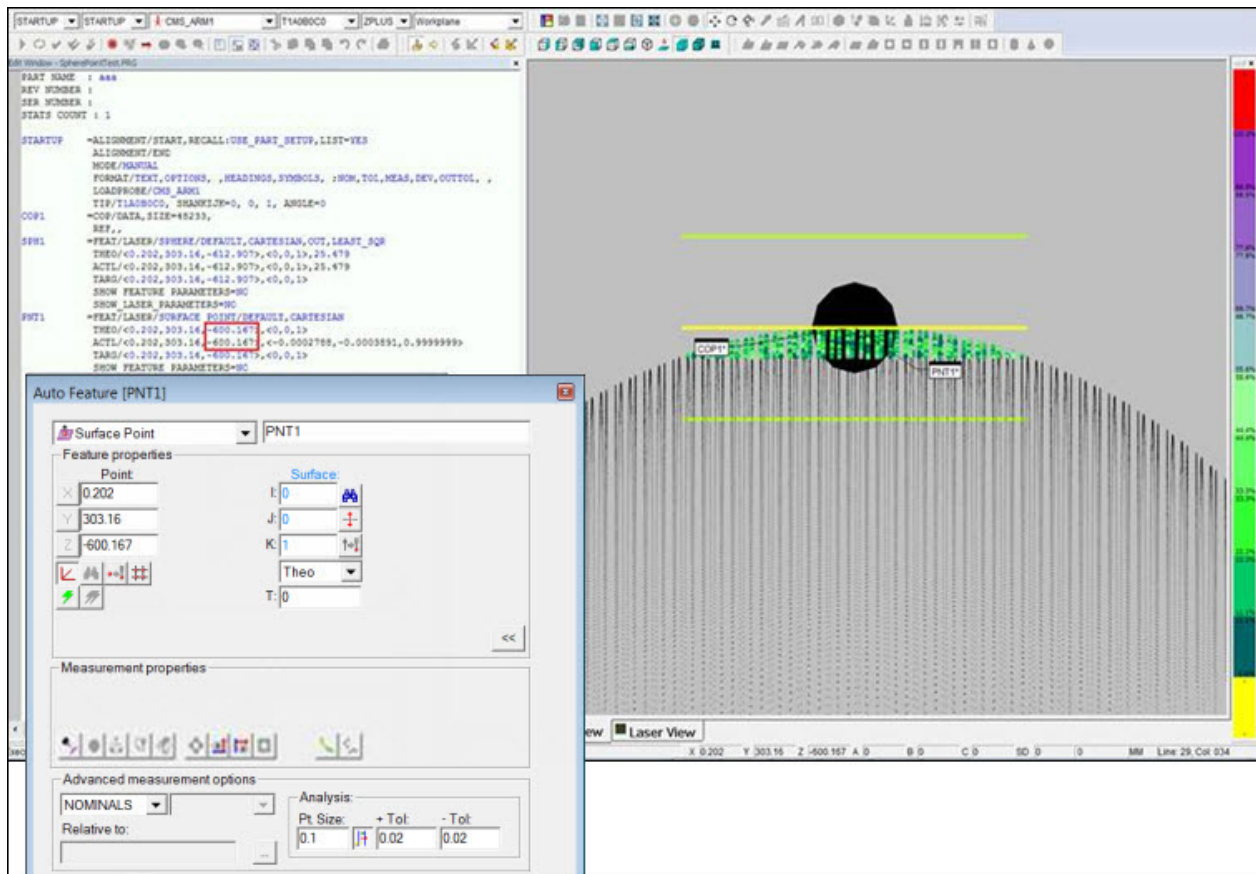 STARTUP STARTUP CMS_ARM1 T1A0B0C0 ZPLUS Workplane
Edit Window - SpherePointTest.PRG
PART NAME : aaa
REV NUMBER :
SER NUMBER :
STATS COUNT : 1
STARTUP =ALIGNMENT/START,RECALL:USE_PART_SETUP,LIST=YES
ALIGNMENT/END
MODE/MANUAL
FORMAT/TEXT,OPTIONS, ,HEADINGS,SYMBOLS, ;NOM,TOL,MEAS,DEV,OUTTOL, ,
LOADPROBE/CMS_ARM1
TIP/T1A0B0C0, SHANKIJK=0, 0, 1, ANGLE=0
COP1 =COP/DATA,SIZE=48233,
REF,,
SPH1 =FEAT/LASER/SPHERE/DEFAULT,CARTESIAN,OUT,LEAST_SQR
THEO/<0.202,303.16,-612.907>,<0,0,1>,25.479
ACTL/<0.202,303.16,-612.907>,<0,0,1>,25.479
TARG/<0.202,303.16,-612.907>,<0,0,1>
SHOW FEATURE PARAMETERS=NO
SHOW_LASER_PARAMETERS=NO
PNT1 =FEAT/LASER/SURFACE POINT/DEFAULT,CARTESIAN
THEO/<0.202,303.16,-600.167>,<0,0,1>
ACTL/<0.202,303.16,-600.167>,<-0.0002788,-0.0003891,0.9999999>
TARG/<0.202,303.16,-600.167>,<0,0,1>
SHOW FEATURE PARAMETERS=NO
COP1*
PNT1*
Auto Feature [PNT1]
Surface Point PNT1
Feature properties
Point: Surface:
X 0.202 I: 0
Y 303.16 J: 0
Z -600.167 K: 1
Theo
T: 0
<<
Measurement properties
Advanced measurement options
NOMINALS
Relative to:
...
Analysis:
Pt. Size: + Tol: - Tol:
0.1 0.02 0.02
ew Laser View
X 0.202 Y 303.16 Z -600.167 A 0 B 0 C 0 SD 0 0 MM Line: 29, Col: 034